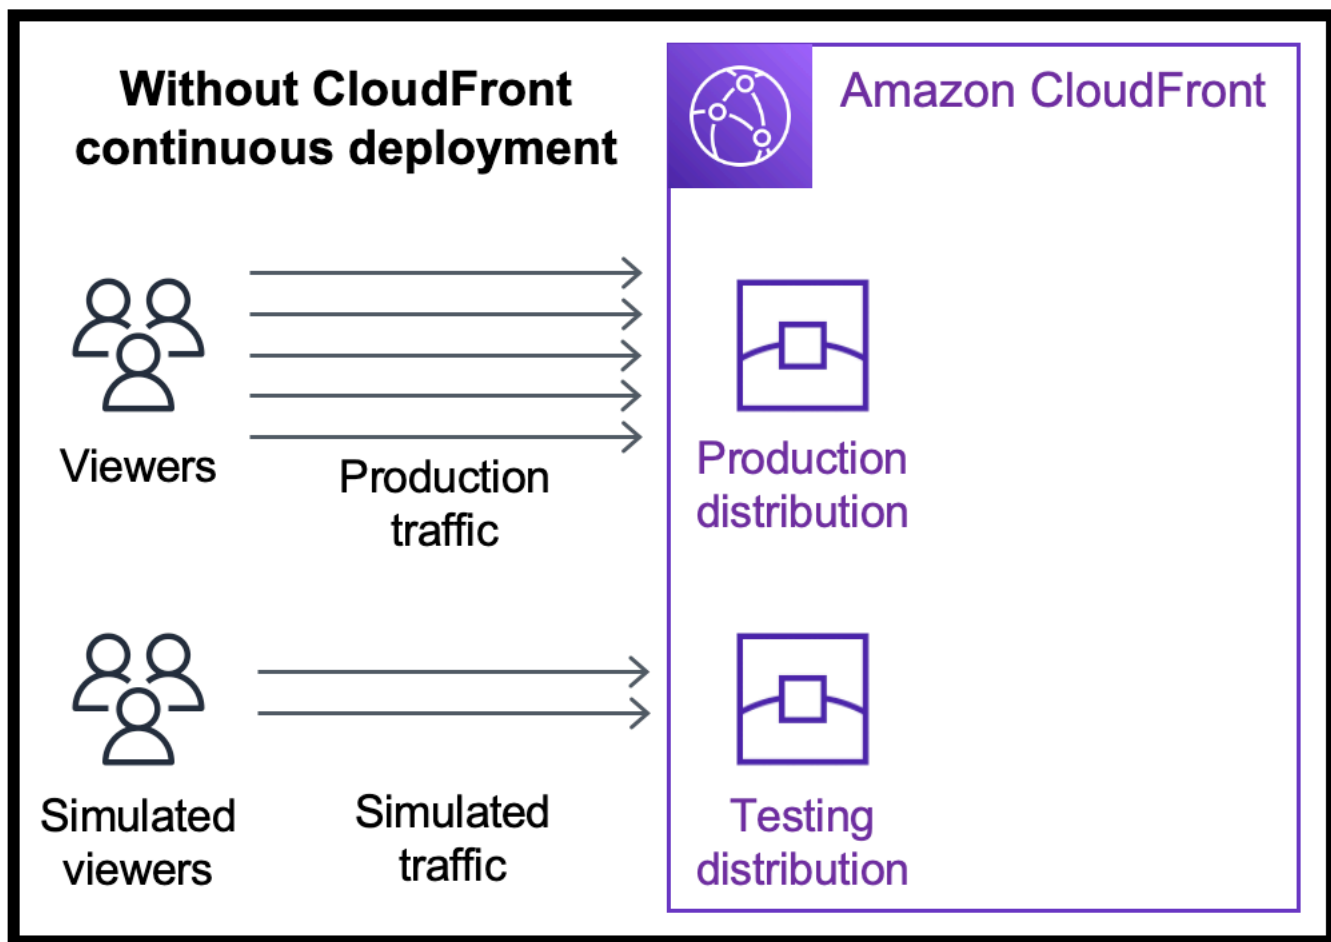 Without CloudFront
continuous deployment
Amazon CloudFront
Viewers
Production
traffic
Production
distribution
Simulated
viewers
Simulated
traffic
Testing
distribution